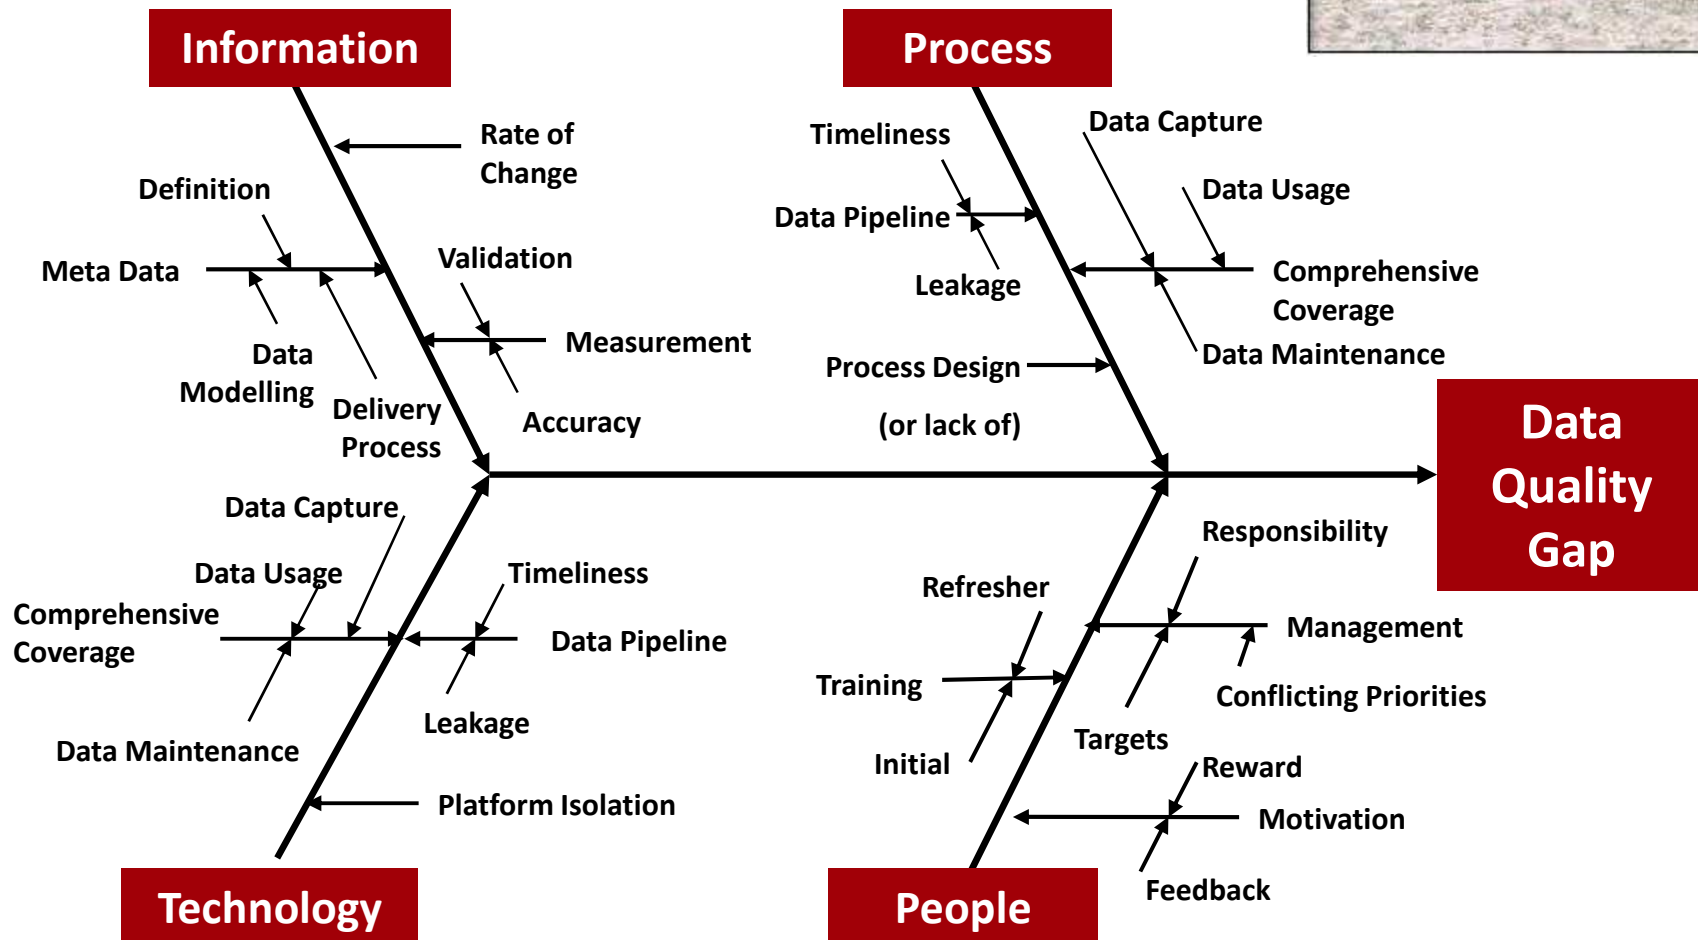 Information
Process
Rate of
Change
Definition
Meta Data
Validation
Measurement
Data
Modelling
Delivery
Process
Accuracy
Timeliness
Data Capture
Data Usage
Data Pipeline
Leakage
Comprehensive
Coverage
Data Maintenance
Process Design
(or lack of)
Data
Quality
Gap
Data Capture
Data Usage
Timeliness
Comprehensive
Coverage
Data Pipeline
Leakage
Data Maintenance
Platform Isolation
Responsibility
Refresher
Management
Training
Conflicting Priorities
Targets
Initial
Reward
Motivation
Feedback
Technology
People